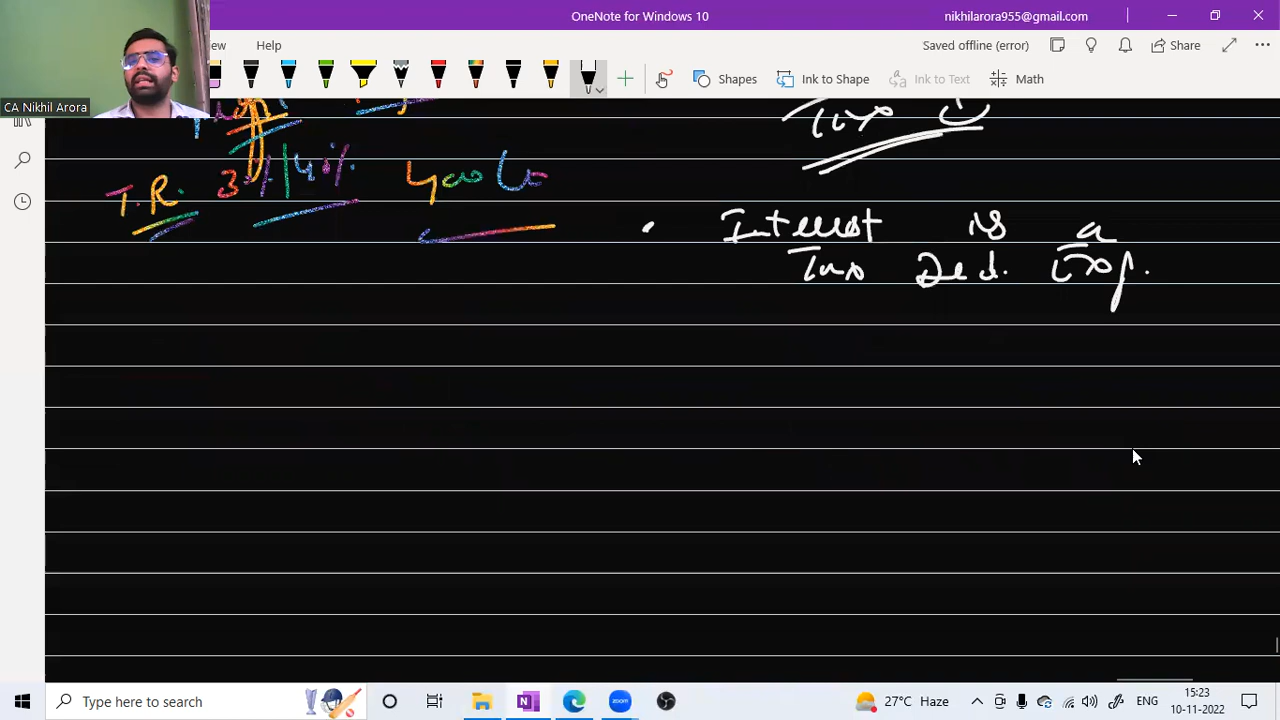 OneNote for Windows 10
nikhilarora955@gmail.com
Help
Saved offline (error)
Share
CA Nikhil Arora
Shapes
Ink to Shape
Ink to Text
Math
T.R.
400
• Interest is a
Tax Ded. Exp.
Type here to search
27°C Haze
ENG
15:23
10-11-2022